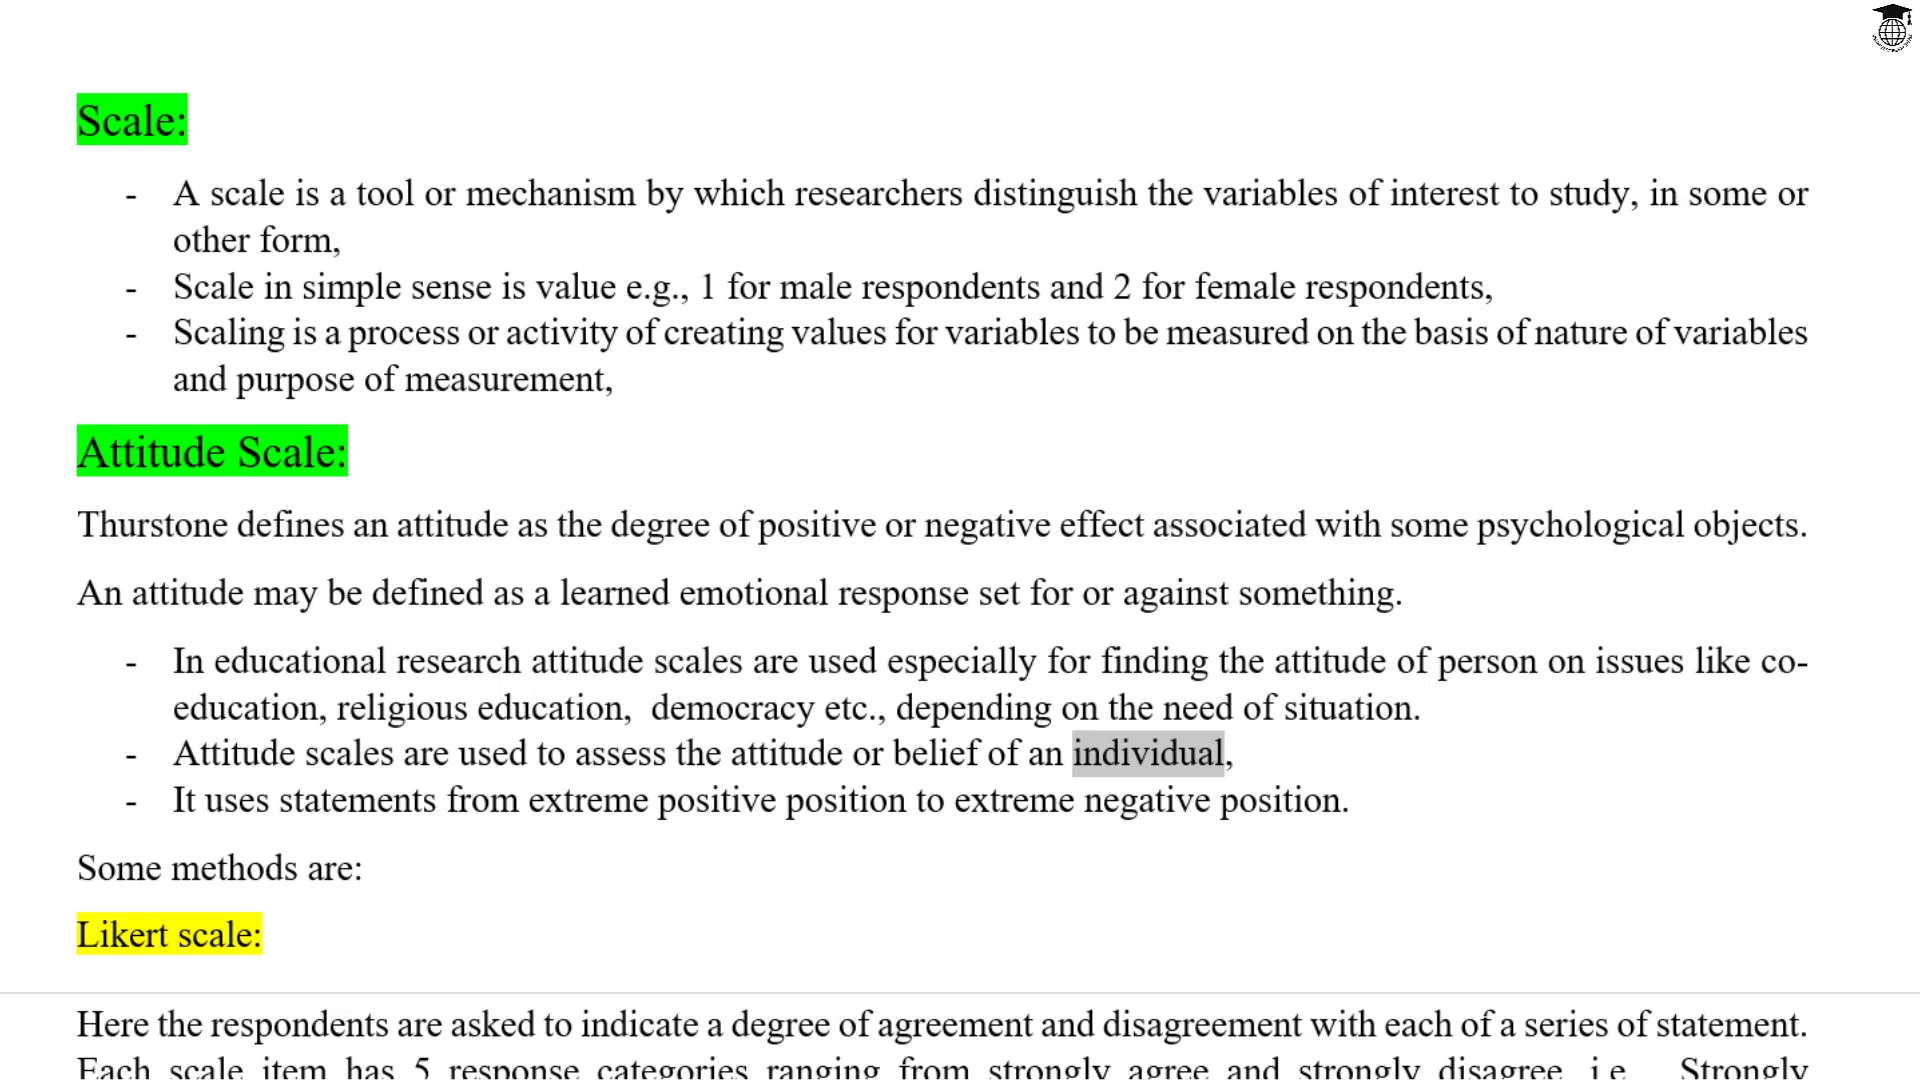 Scale:
- A scale is a tool or mechanism by which researchers distinguish the variables of interest to study, in some or
other form,
- Scale in simple sense is value e.g., 1 for male respondents and 2 for female respondents,
- Scaling is a process or activity of creating values for variables to be measured on the basis of nature of variables
and purpose of measurement,
Attitude Scale:
Thurstone defines an attitude as the degree of positive or negative effect associated with some psychological objects.
An attitude may be defined as a learned emotional response set for or against something.
- In educational research attitude scales are used especially for finding the attitude of person on issues like co-
education, religious education,  democracy etc., depending on the need of situation.
- Attitude scales are used to assess the attitude or belief of an individual,
- It uses statements from extreme positive position to extreme negative position.
Some methods are:
Likert scale:
Here the respondents are asked to indicate a degree of agreement and disagreement with each of a series of statement.
Each scale item has 5 response categories ranging from strongly agree and strongly disagree i.e. Strongly